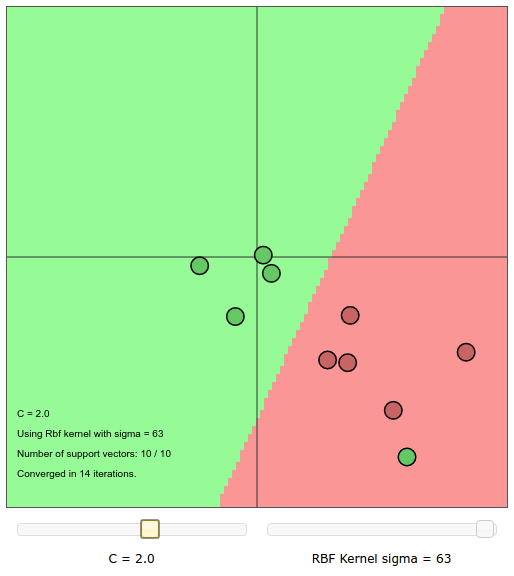 C = 2.0
Using Rbf kernel with sigma = 63
Number of support vectors: 10 / 10
Converged in 14 iterations.
C = 2.0
RBF Kernel sigma = 63